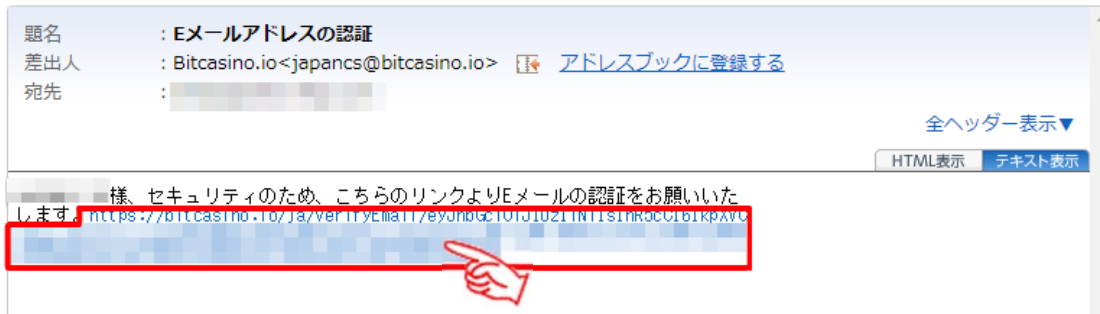 題名 : Eメールアドレスの認証
差出人 : Bitcasino.io<japancs@bitcasino.io> アドレスブックに登録する
宛先 :
全ヘッダー表示▼
HTML表示 テキスト表示
様、セキュリティのため、こちらのリンクよりEメールの認証をお願いいた
します。https://bitcasino.io/ja/verifyEmail/eyJhbGciOiJIUzI1NiIsInR5cCI6IkpXVC